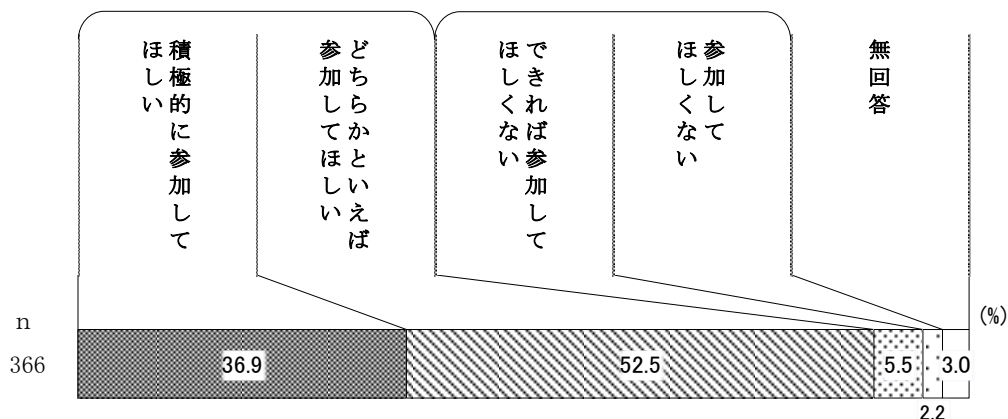 積極的に参加して
ほしい
どちらかといえば
参加してほしい
できれば参加して
ほしくない
参加して
ほしくない
無回答
(%)
n
366
36.9
52.5
5.5
2.2
3.0